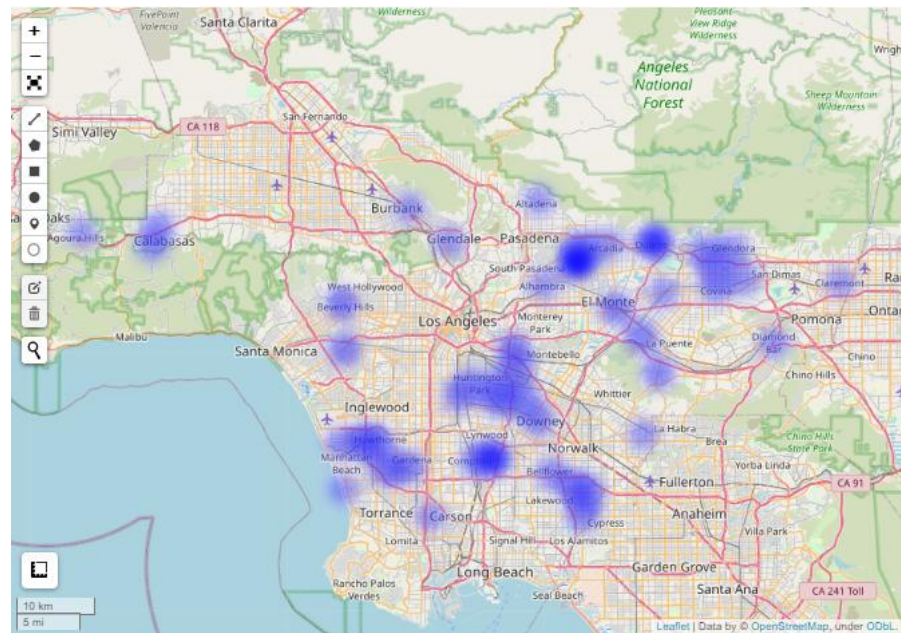 FivePoint
Valencia
Santa Clarita
Wilderness
Pleasant
View Ridge
Wilderness
Angeles
National
Forest
Sheep Mountain
Wilderness
+
−
San Fernando
Simi Valley
CA 118
Burbank
Altadena
Oaks
Agoura Hills
Calabasas
Glendale
Pasadena
Arcadia
Glendora
South Pasadena
San Dimas
West Hollywood
Alhambra
Covina
Claremont
Beverly Hills
El Monte
Los Angeles
Monterey
Park
Pomona
Ontar
Malibu
Santa Monica
Montebello
La Puente
Diamond
Bar
Chino
Huntington
Park
Whittier
Chino Hills
Inglewood
Downey
Hawthorne
Lynwood
La Habra
Brea
Chino Hills
State Park
Manhattan
Beach
Gardena
Norwalk
Yorba Linda
Bellflower
Fullerton
CA 91
Torrance
Carson
Lakewood
Cypress
Anaheim
Villa Park
Lomita
Signal Hill
Los Alamitos
Long Beach
Garden Grove
Rancho Palos
Verdes
Seal Beach
Santa Ana
CA 241 Toll
10 km
5 mi
Leaflet | Data by © OpenStreetMap, under ODbL.